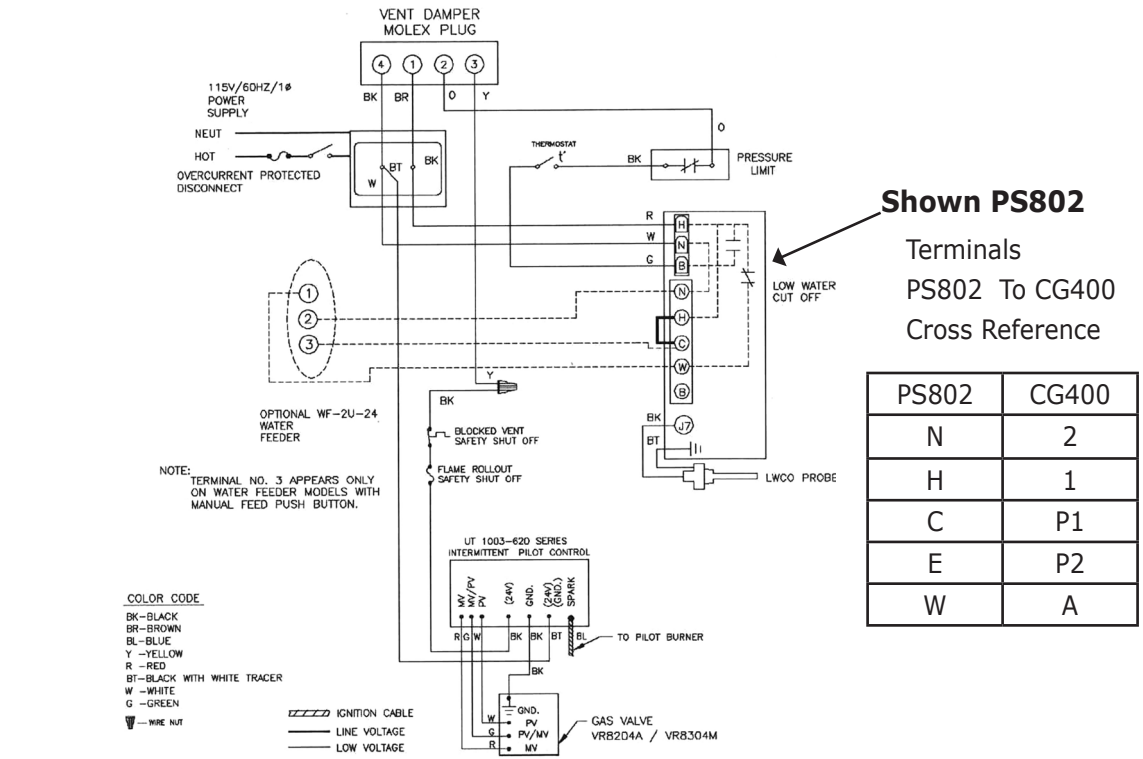 VENT DAMPER
MOLEX PLUG
4 1 2 3
BK BR O Y
115V/60HZ/1ø
POWER
SUPPLY
NEUT
HOT
OVERCURRENT PROTECTED
DISCONNECT
BT BK
W
O
THERMOSTAT
t'
BK
PRESSURE
LIMIT
Shown PS802
Terminals
PS802 To CG400
Cross Reference
R H
W N
G B
LOW WATER
CUT OFF
N
H
C
W
B
J7
BK
BT
LWCO PROBE
1
2
3
OPTIONAL WF-2U-24
WATER
FEEDER
NOTE:
TERMINAL NO. 3 APPEARS ONLY
ON WATER FEEDER MODELS WITH
MANUAL FEED PUSH BUTTON.
Y
BK
BLOCKED VENT
SAFETY SHUT OFF
FLAME ROLLOUT
SAFETY SHUT OFF
PS802 CG400
N 2
H 1
C P1
E P2
W A
UT 1003-620 SERIES
INTERMITTENT PILOT CONTROL
MV
MV/PV
PV
(24V)
GND.
(24V)
(GND.)
SPARK
R G W BK BK BT BL
TO PILOT BURNER
BK
COLOR CODE
BK-BLACK
BR-BROWN
BL-BLUE
Y -YELLOW
R -RED
BT-BLACK WITH WHITE TRACER
W -WHITE
G -GREEN
- WIRE NUT
IGNITION CABLE
LINE VOLTAGE
LOW VOLTAGE
GND.
W PV
G PV/MV
R MV
GAS VALVE
VR8204A / VR8304M